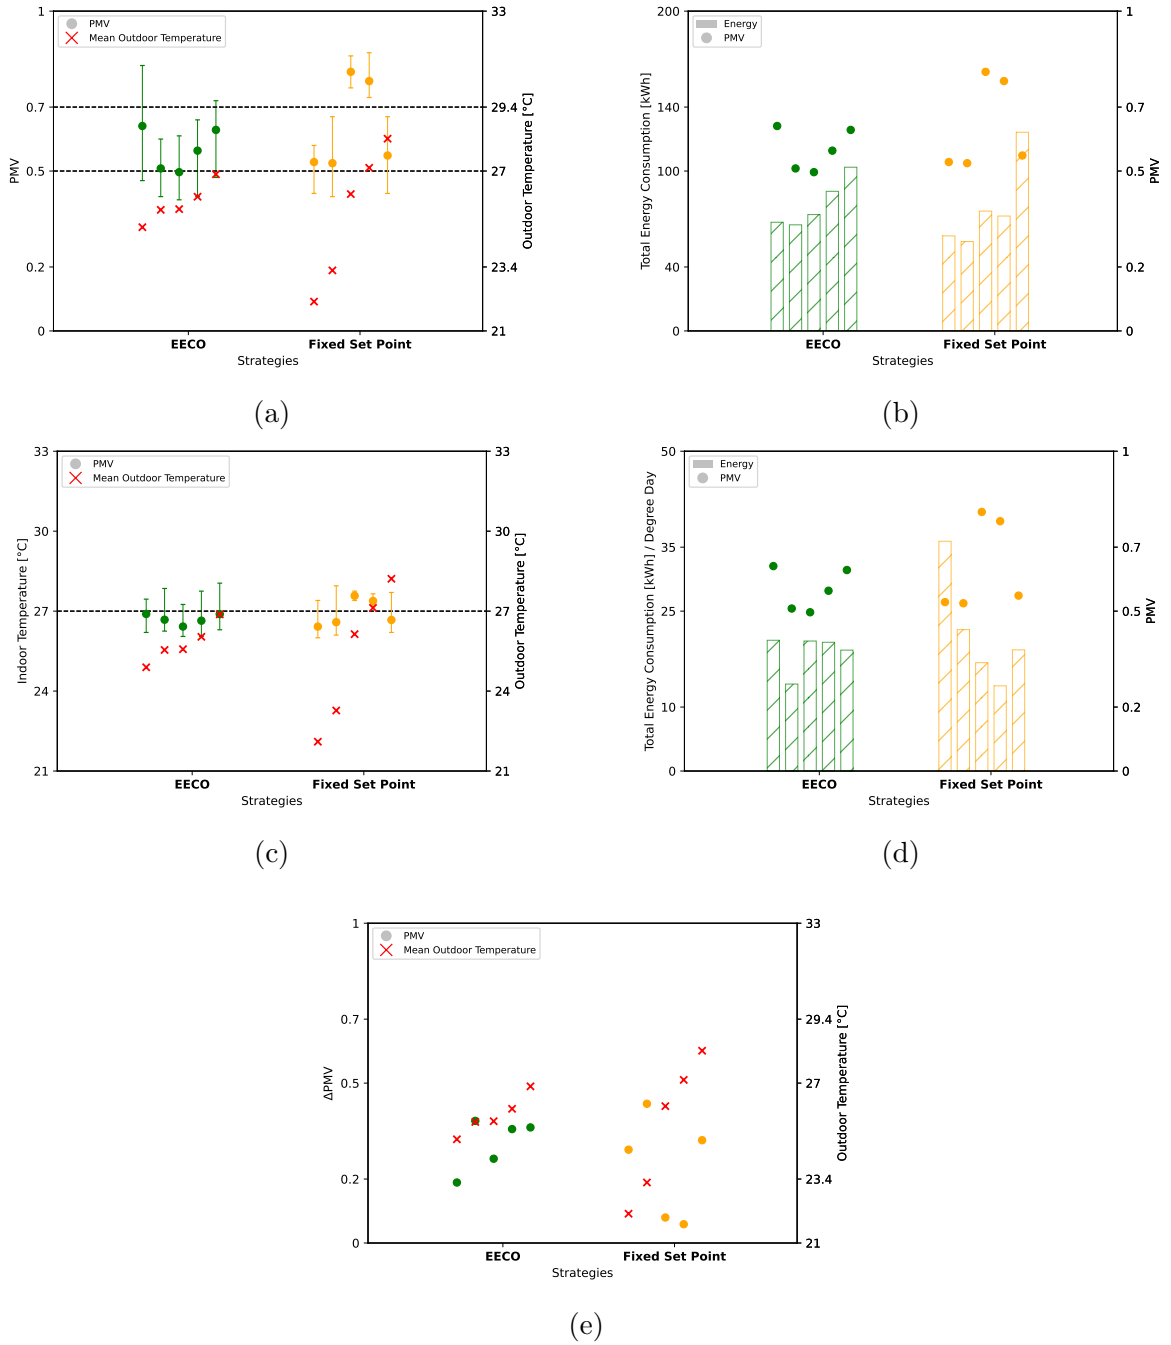 1
0.7
0.5
0.2
0
PMV
PMV
Mean Outdoor Temperature
33
29.4
27
23.4
21
Outdoor Temperature [°C]
EECO
Fixed Set Point
Strategies
(a)
200
140
100
40
0
Total Energy Consumption [kWh]
Energy
PMV
1
0.7
0.5
0.2
0
PMV
EECO
Fixed Set Point
Strategies
(b)
33
30
27
24
21
Indoor Temperature [°C]
PMV
Mean Outdoor Temperature
33
30
27
24
21
Outdoor Temperature [°C]
EECO
Fixed Set Point
Strategies
(c)
50
35
25
10
0
Total Energy Consumption [kWh] / Degree Day
Energy
PMV
1
0.7
0.5
0.2
0
PMV
EECO
Fixed Set Point
Strategies
(d)
1
0.7
0.5
0.2
0
ΔPMV
PMV
Mean Outdoor Temperature
33
29.4
27
23.4
21
Outdoor Temperature [°C]
EECO
Fixed Set Point
Strategies
(e)